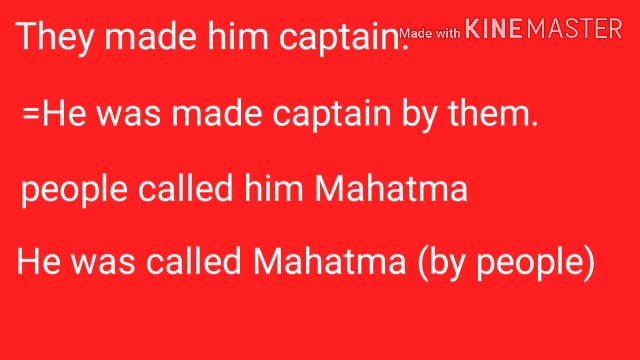 They made him captain.
Made with KINEMASTER
=He was made captain by them.
people called him Mahatma
He was called Mahatma (by people)